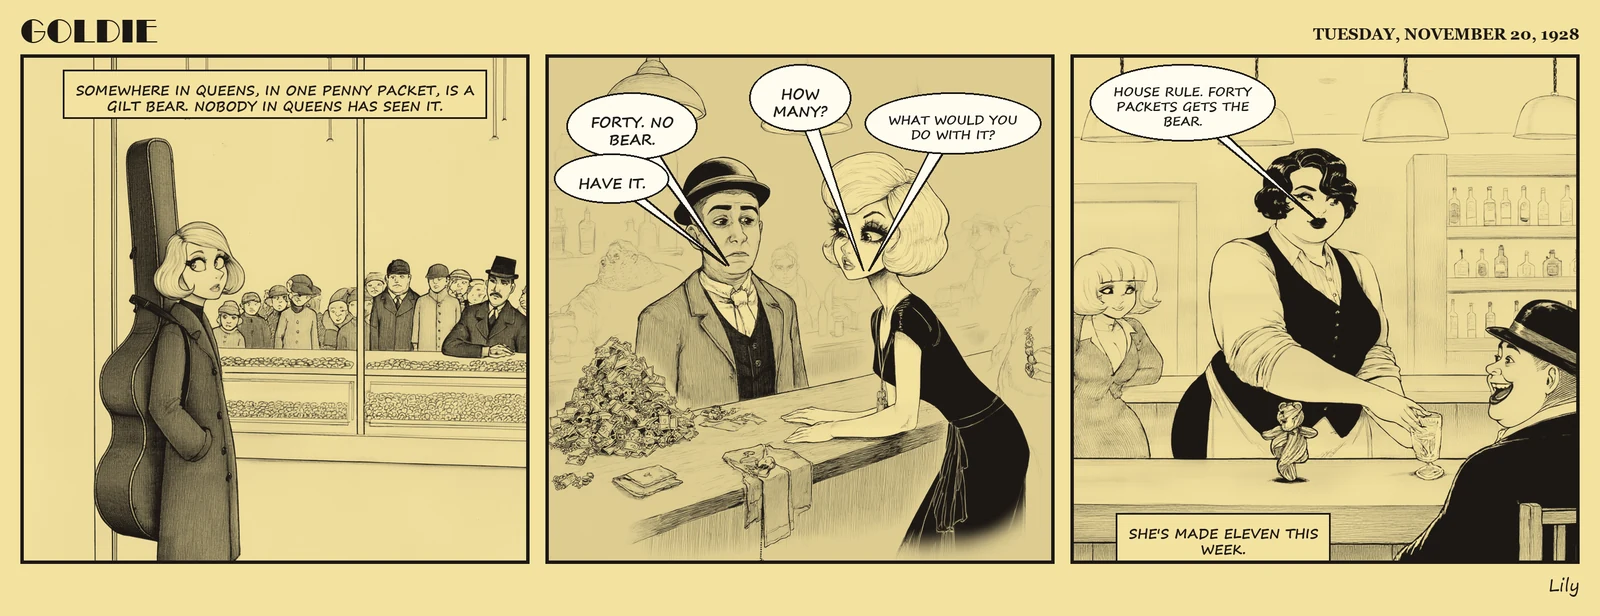 GOLDIE
TUESDAY, NOVEMBER 20, 1928
SOMEWHERE IN QUEENS, IN ONE PENNY PACKET, IS A
GILT BEAR. NOBODY IN QUEENS HAS SEEN IT.
HOW
MANY?
FORTY. NO
BEAR.
WHAT WOULD YOU
DO WITH IT?
HAVE IT.
HOUSE RULE. FORTY
PACKETS GETS THE
BEAR.
SHE'S MADE ELEVEN THIS
WEEK.
Lily